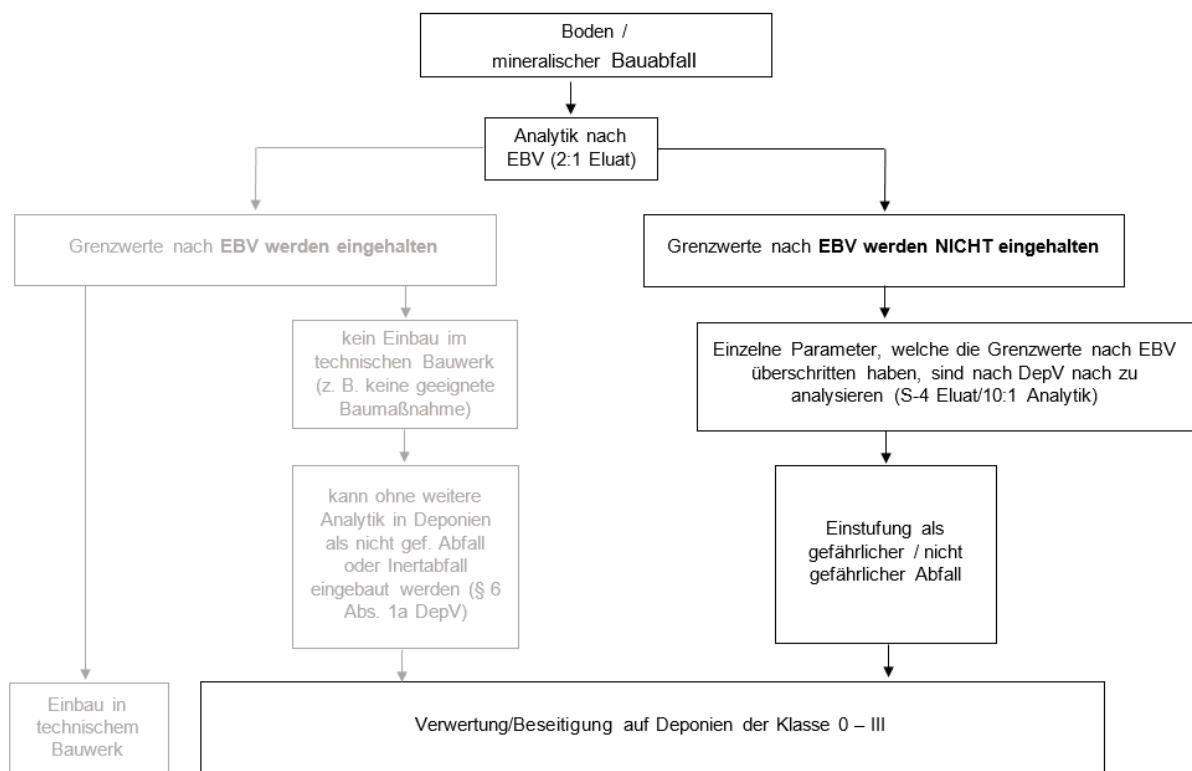 Boden /
mineralischer Bauabfall
Analytik nach
EBV (2:1 Eluat)
Grenzwerte nach EBV werden eingehalten
Grenzwerte nach EBV werden NICHT eingehalten
kein Einbau im
technischen Bauwerk
(z. B. keine geeignete
Baumaßnahme)
Einzelne Parameter, welche die Grenzwerte nach EBV
überschritten haben, sind nach DepV nach zu
analysieren (S-4 Eluat/10:1 Analytik)
kann ohne weitere
Analytik in Deponien
als nicht gef. Abfall
oder Inertabfall
eingebaut werden (§ 6
Abs. 1a DepV)
Einstufung als
gefährlicher / nicht
gefährlicher Abfall
Einbau in
technischem
Bauwerk
Verwertung/Beseitigung auf Deponien der Klasse 0 – III